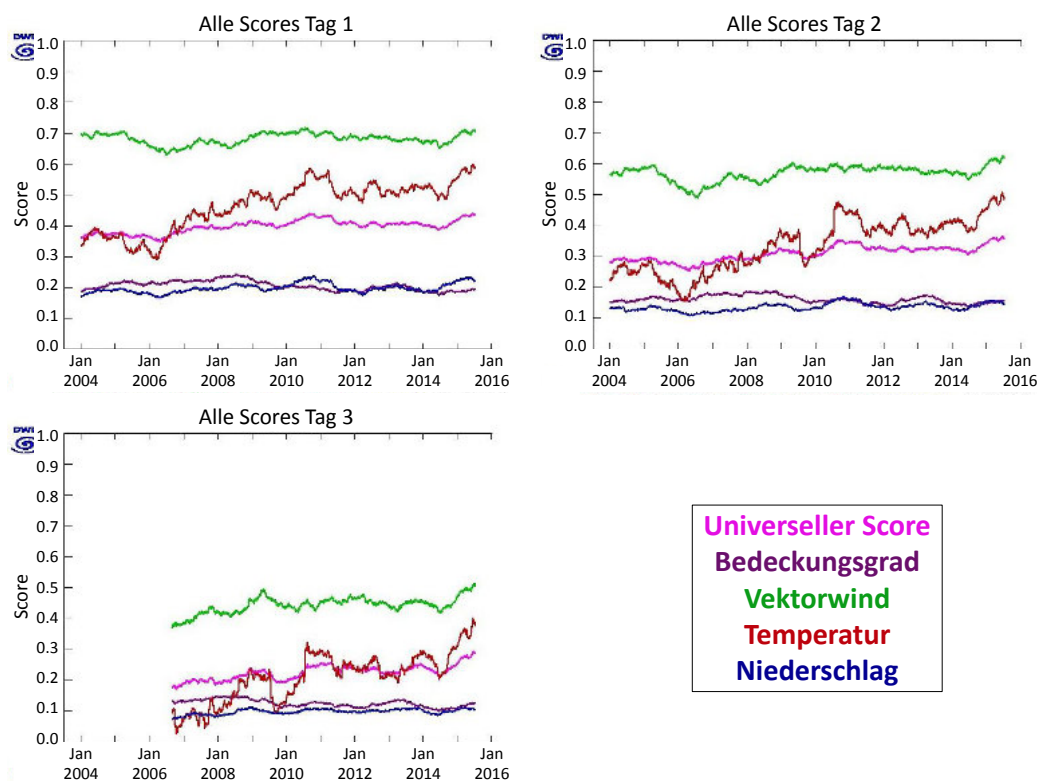 Alle Scores Tag 1
DWD
1.0
0.9
0.8
0.7
0.6
0.5
0.4
0.3
0.2
0.1
0.0
Score
Jan Jan Jan Jan Jan Jan Jan
2004 2006 2008 2010 2012 2014 2016
Alle Scores Tag 2
DWD
1.0
0.9
0.8
0.7
0.6
0.5
0.4
0.3
0.2
0.1
0.0
Score
Jan Jan Jan Jan Jan Jan Jan
2004 2006 2008 2010 2012 2014 2016
Alle Scores Tag 3
DWD
1.0
0.9
0.8
0.7
0.6
0.5
0.4
0.3
0.2
0.1
0.0
Score
Jan Jan Jan Jan Jan Jan Jan
2004 2006 2008 2010 2012 2014 2016
Universeller Score
Bedeckungsgrad
Vektorwind
Temperatur
Niederschlag